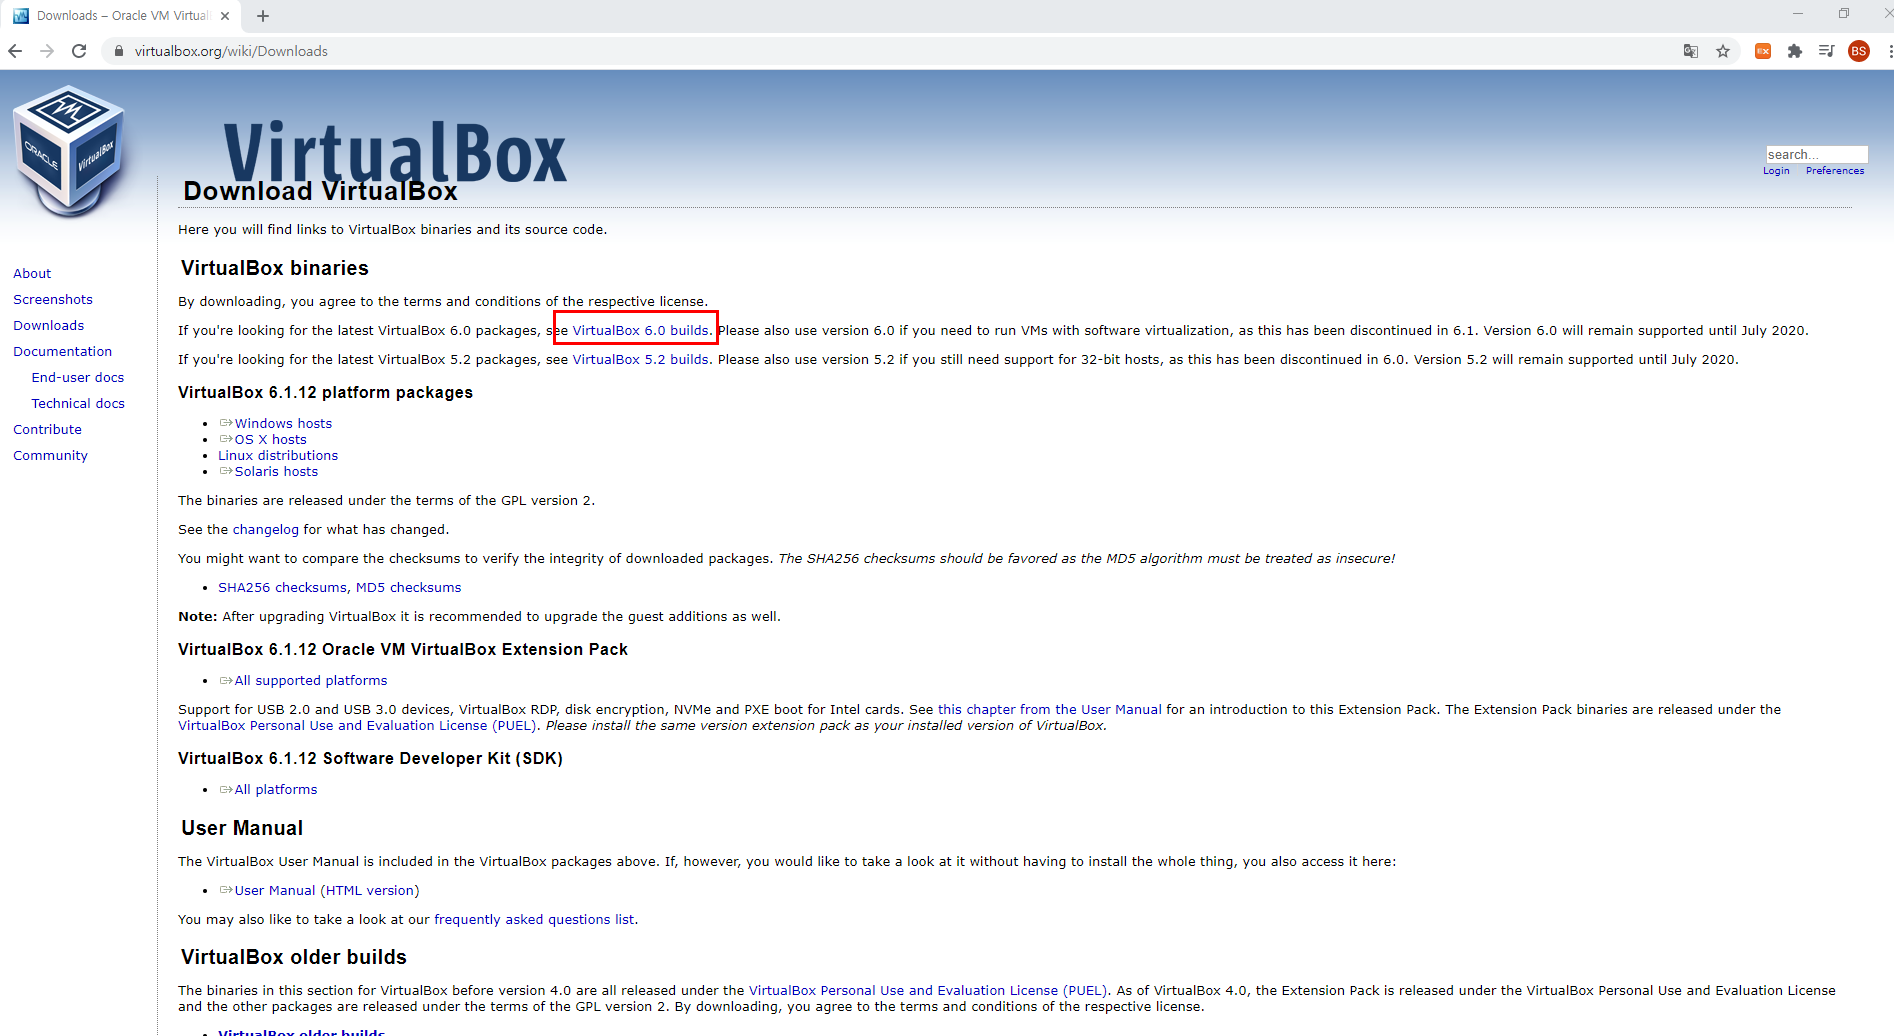 Downloads – Oracle VM Virtual
virtualbox.org/wiki/Downloads
EX
BS
ORACLE
VirtualBox
VirtualBox
search...
Login Preferences
Download VirtualBox
Here you will find links to VirtualBox binaries and its source code.
About
Screenshots
Downloads
Documentation
End-user docs
Technical docs
Contribute
Community
VirtualBox binaries
By downloading, you agree to the terms and conditions of the respective license.
If you're looking for the latest VirtualBox 6.0 packages, see VirtualBox 6.0 builds. Please also use version 6.0 if you need to run VMs with software virtualization, as this has been discontinued in 6.1. Version 6.0 will remain supported until July 2020.
If you're looking for the latest VirtualBox 5.2 packages, see VirtualBox 5.2 builds. Please also use version 5.2 if you still need support for 32-bit hosts, as this has been discontinued in 6.0. Version 5.2 will remain supported until July 2020.
VirtualBox 6.1.12 platform packages
Windows hosts
OS X hosts
Linux distributions
Solaris hosts
The binaries are released under the terms of the GPL version 2.
See the changelog for what has changed.
You might want to compare the checksums to verify the integrity of downloaded packages. The SHA256 checksums should be favored as the MD5 algorithm must be treated as insecure!
SHA256 checksums, MD5 checksums
Note: After upgrading VirtualBox it is recommended to upgrade the guest additions as well.
VirtualBox 6.1.12 Oracle VM VirtualBox Extension Pack
All supported platforms
Support for USB 2.0 and USB 3.0 devices, VirtualBox RDP, disk encryption, NVMe and PXE boot for Intel cards. See this chapter from the User Manual for an introduction to this Extension Pack. The Extension Pack binaries are released under the
VirtualBox Personal Use and Evaluation License (PUEL). Please install the same version extension pack as your installed version of VirtualBox.
VirtualBox 6.1.12 Software Developer Kit (SDK)
All platforms
User Manual
The VirtualBox User Manual is included in the VirtualBox packages above. If, however, you would like to take a look at it without having to install the whole thing, you also access it here:
User Manual (HTML version)
You may also like to take a look at our frequently asked questions list.
VirtualBox older builds
The binaries in this section for VirtualBox before version 4.0 are all released under the VirtualBox Personal Use and Evaluation License (PUEL). As of VirtualBox 4.0, the Extension Pack is released under the VirtualBox Personal Use and Evaluation License
and the other packages are released under the terms of the GPL version 2. By downloading, you agree to the terms and conditions of the respective license.
VirtualBox older builds